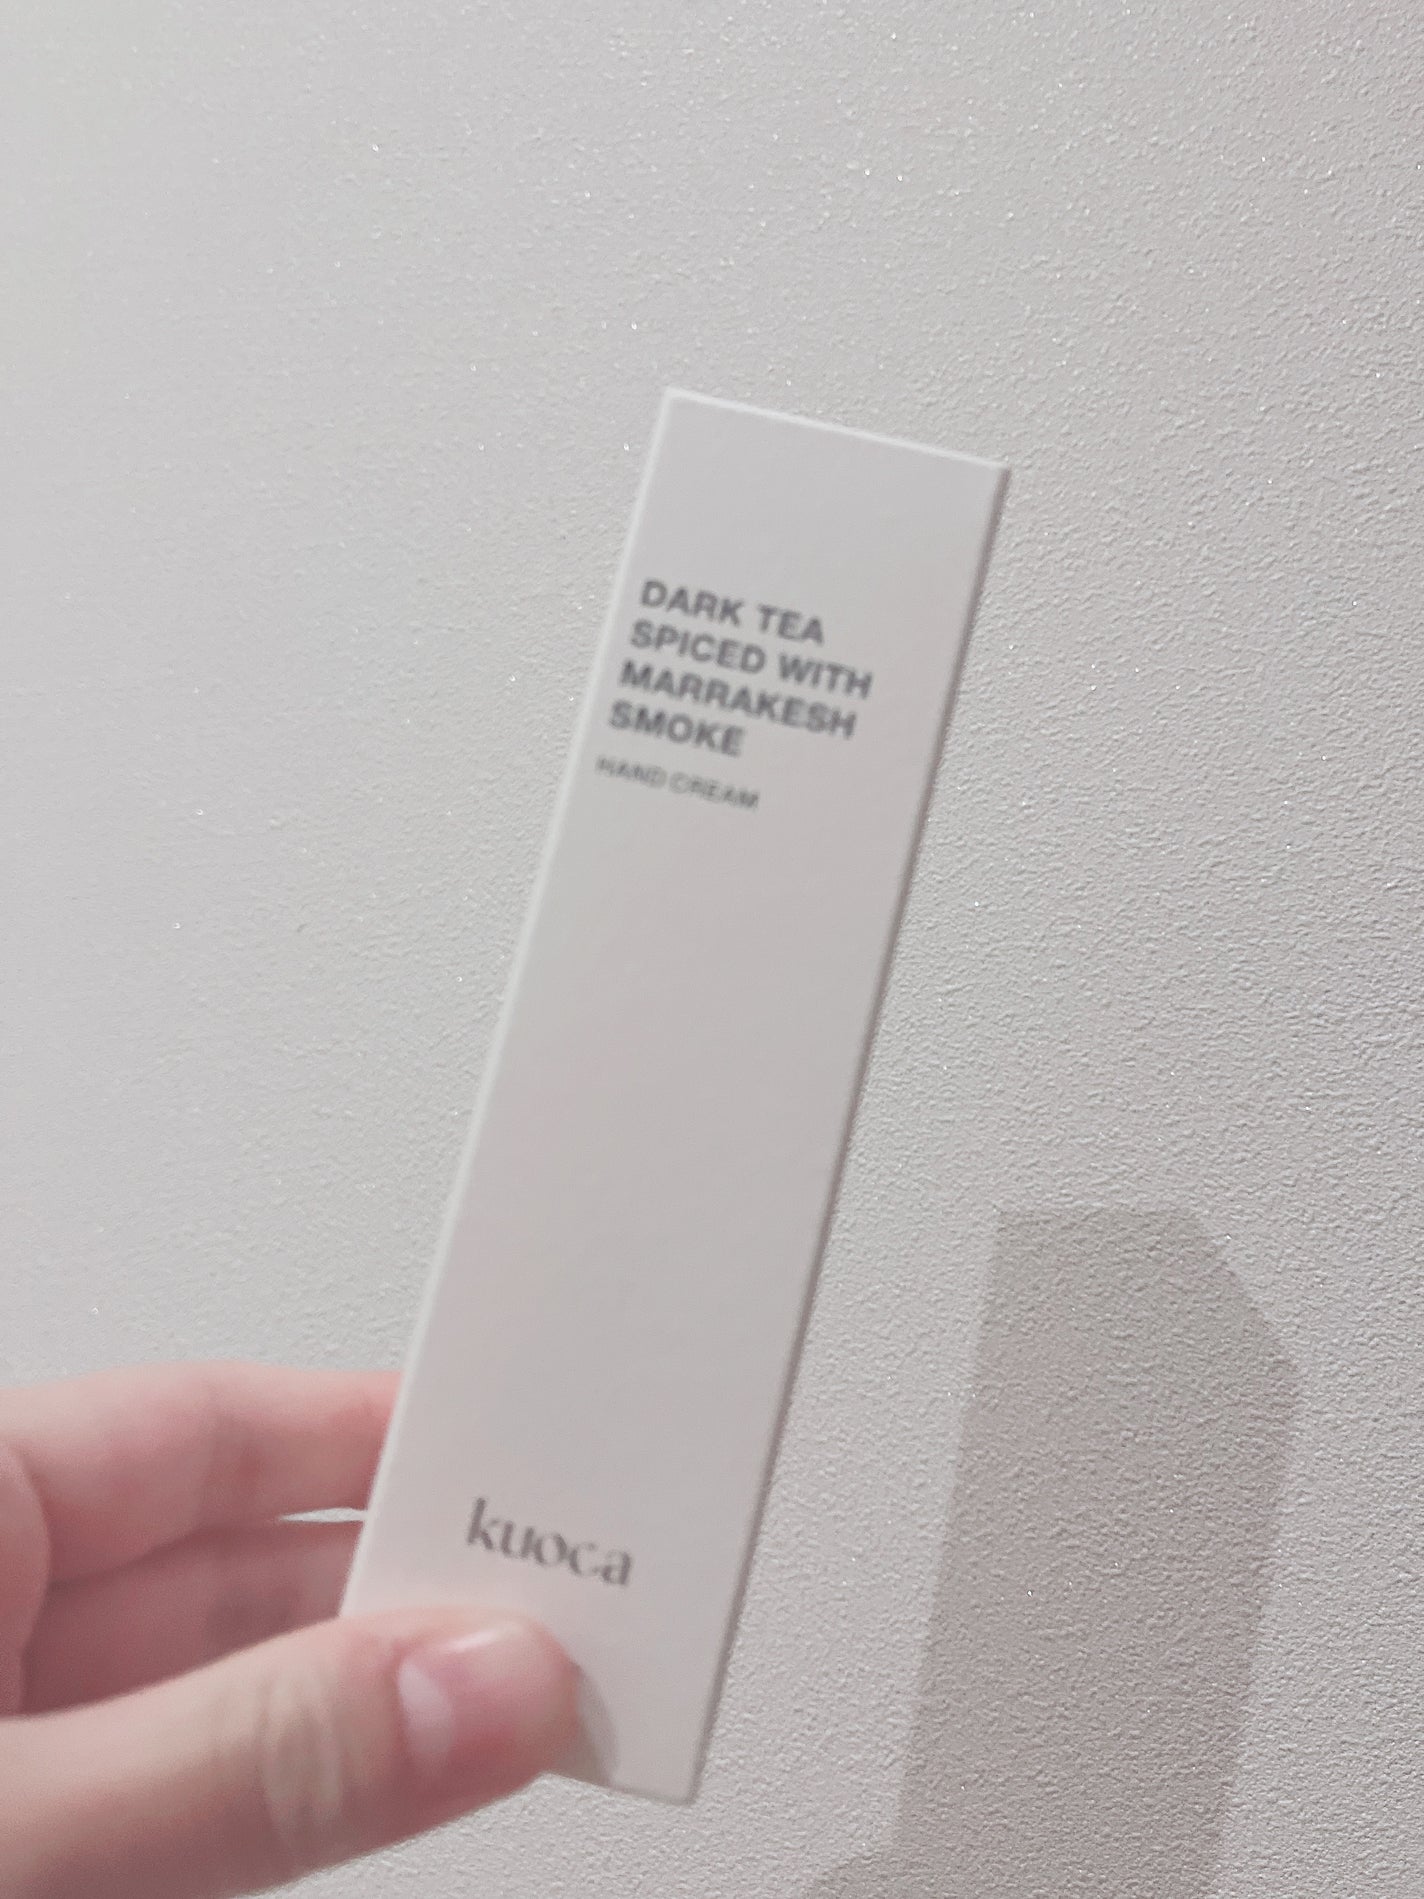 DARK TEA
SPICED WITH
MARRAKESH
SMOKE
HAND CREAM
kuoca